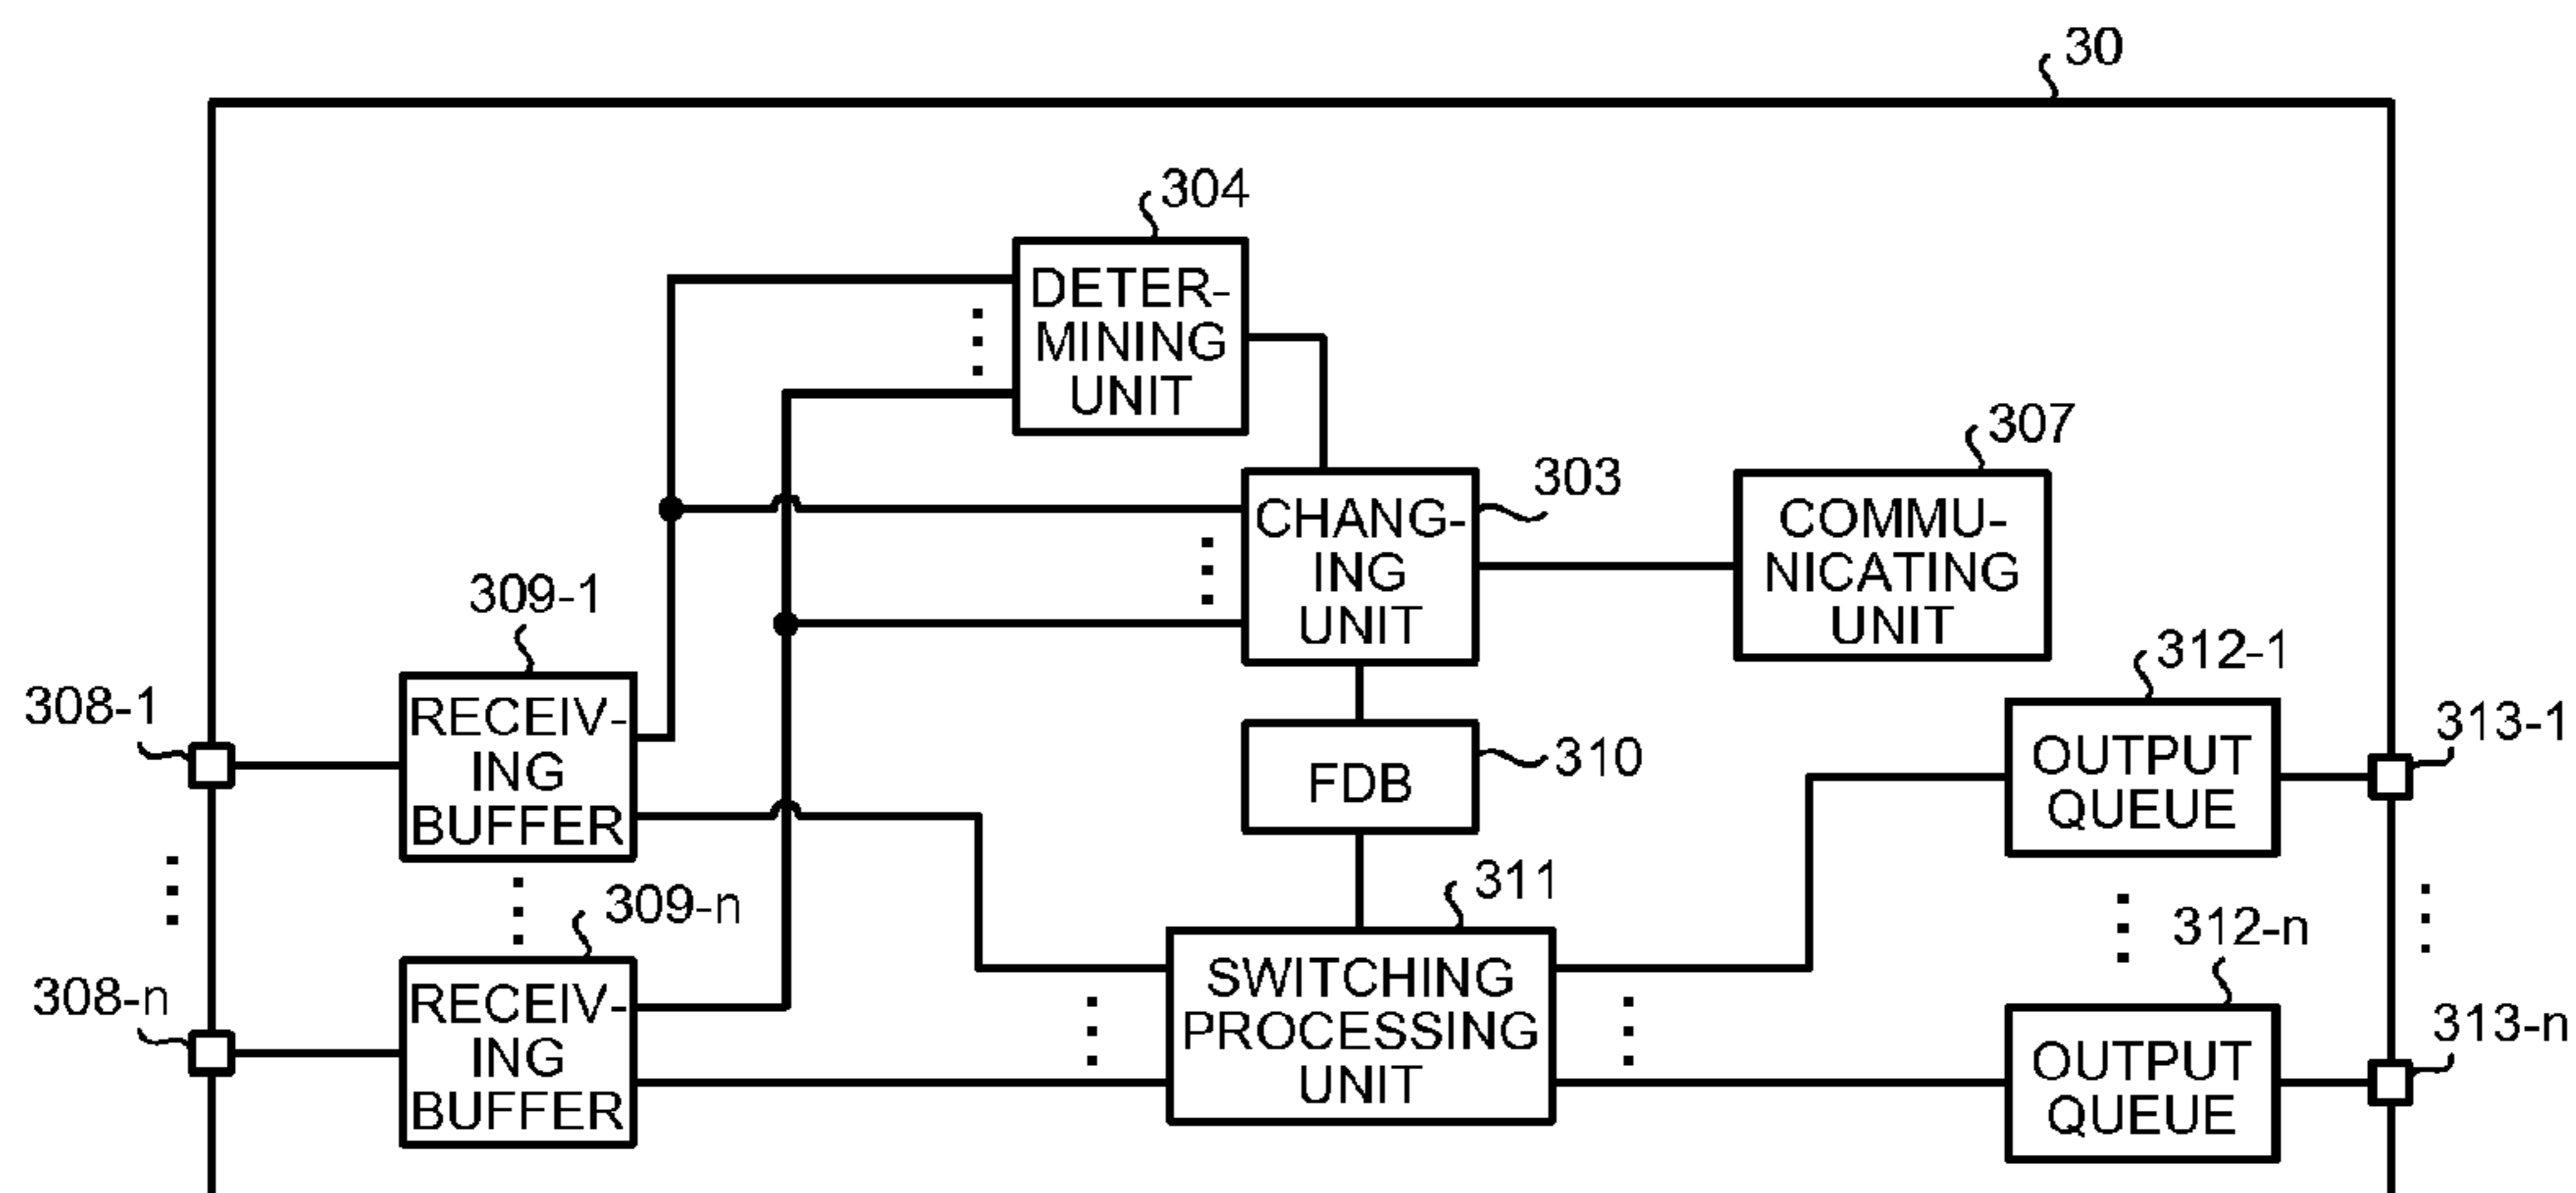 30
304
DETER-
MINING
UNIT
307
303
CHANG-
ING
UNIT
COMMU-
NICATING
UNIT
309-1
312-1
308-1
RECEIV-
ING
BUFFER
313-1
310
FDB
OUTPUT
QUEUE
311
309-n
312-n
308-n
RECEIV-
ING
BUFFER
SWITCHING
PROCESSING
UNIT
313-n
OUTPUT
QUEUE